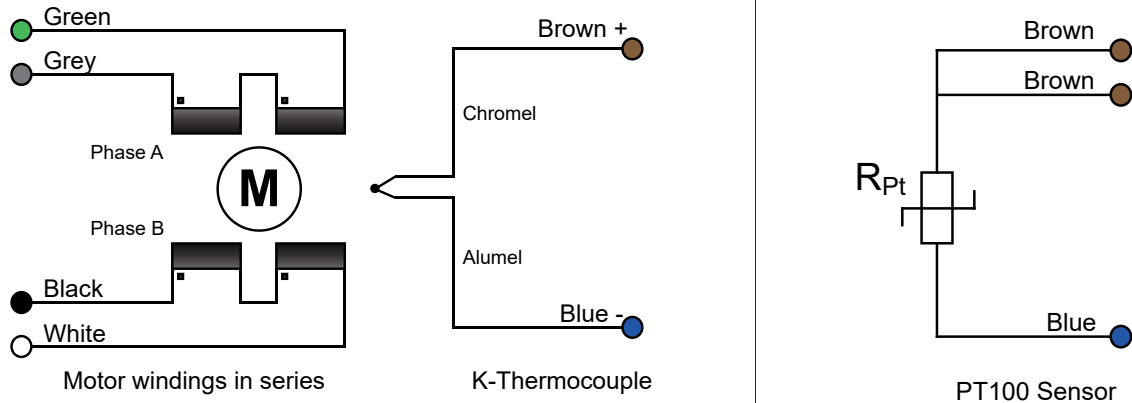 Green
Grey
Phase A
M
Phase B
Black
White
Motor windings in series
Brown +
Chromel
Alumel
Blue -
K-Thermocouple
Brown
Brown
RPt
Blue
PT100 Sensor